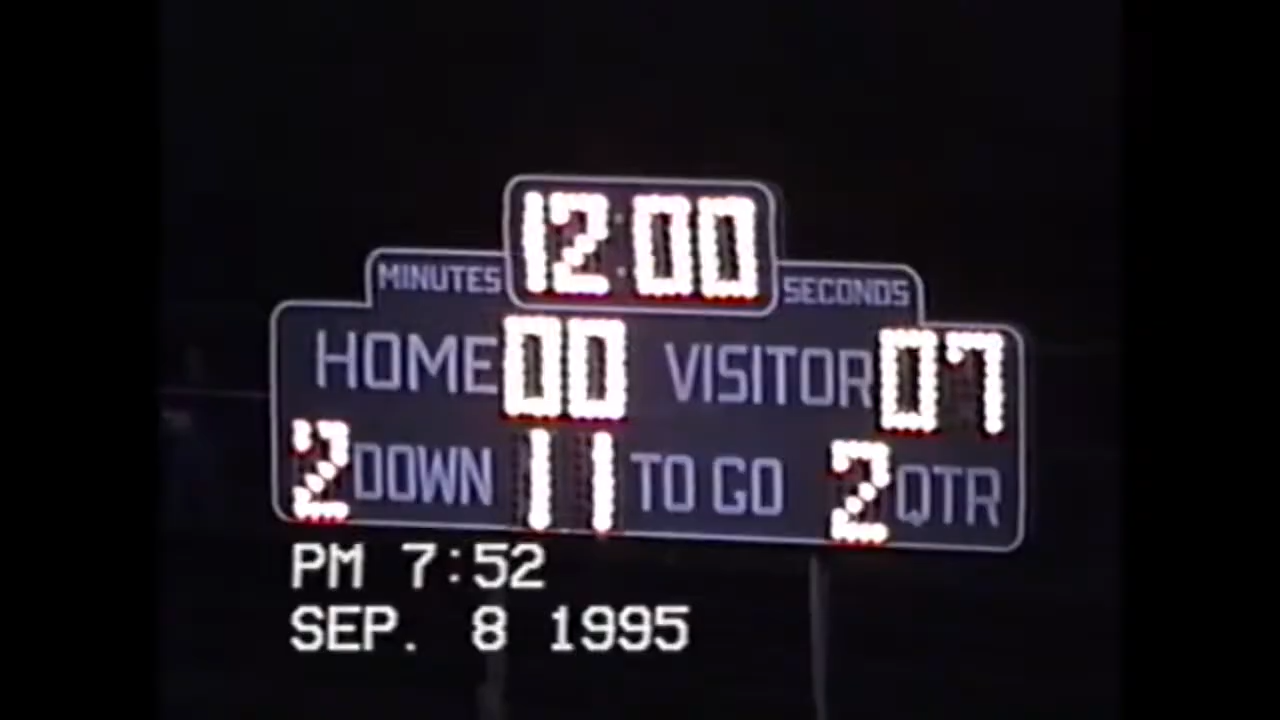 12:00
MINUTES SECONDS
HOME 00 VISITOR 07
2 DOWN 11 TO GO 2 QTR
PM 7:52
SEP. 8 1995